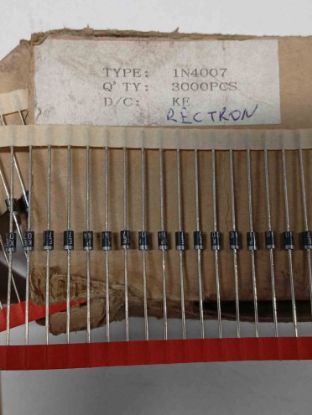 TYPE: 1N4007
Q'TY: 3000PCS
D/C: KE
RECTRON